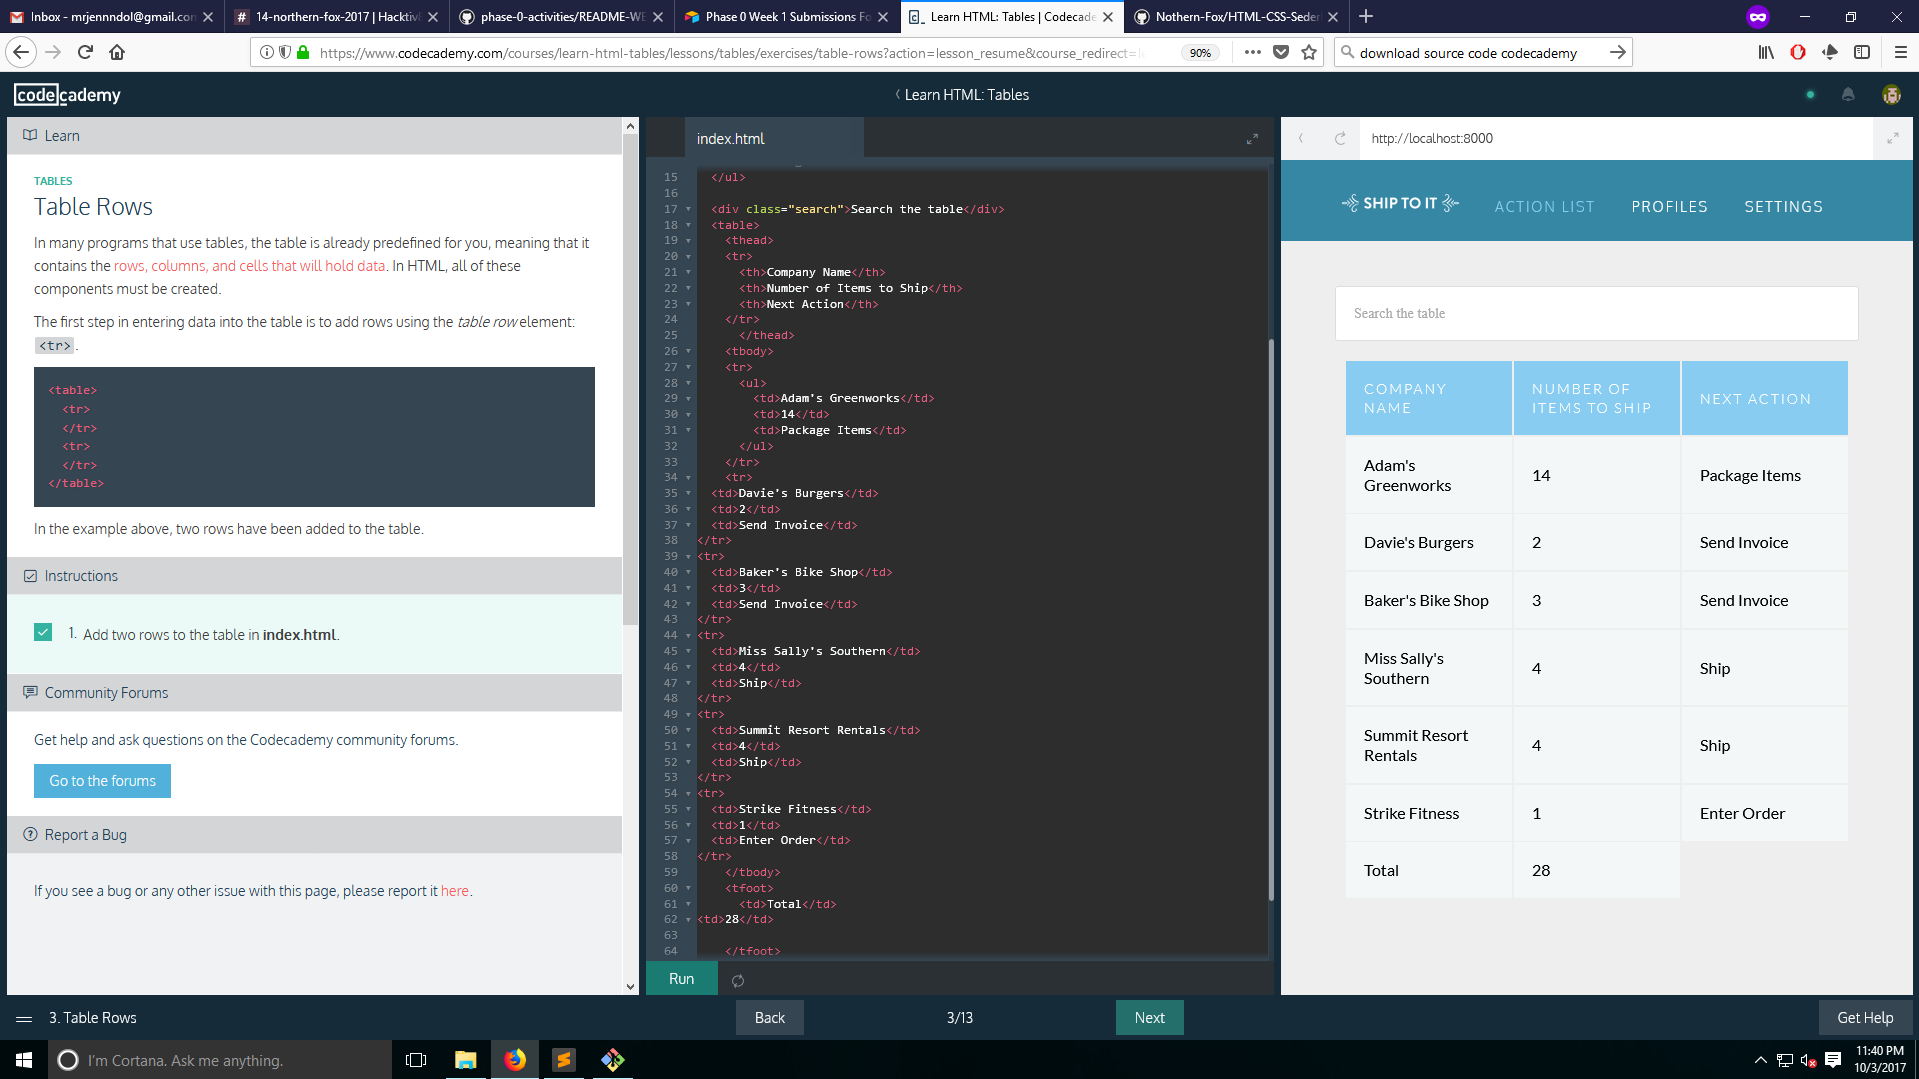 Inbox - mrjennndol@gmail.con
14-northern-fox-2017 | Hacktiv8
phase-0-activities/README-WE
Phase 0 Week 1 Submissions Fo
Learn HTML: Tables | Codecade
Nothern-Fox/HTML-CSS-Seder
https://www.codecademy.com/courses/learn-html-tables/lessons/tables/exercises/table-rows?action=lesson_resume&course_redirect=l
90%
download source code codecademy
codecademy
Learn HTML: Tables
Learn
TABLES
Table Rows
In many programs that use tables, the table is already predefined for you, meaning that it
contains the rows, columns, and cells that will hold data. In HTML, all of these
components must be created.
The first step in entering data into the table is to add rows using the table row element:
<tr>.
<table>
<tr>
</tr>
<tr>
</tr>
</table>
In the example above, two rows have been added to the table.
Instructions
1. Add two rows to the table in index.html.
Community Forums
Get help and ask questions on the Codecademy community forums.
Go to the forums
Report a Bug
If you see a bug or any other issue with this page, please report it here.
index.html
15 </ul>
16
17 <div class="search">Search the table</div>
18 <table>
19 <thead>
20 <tr>
21 <th>Company Name</th>
22 <th>Number of Items to Ship</th>
23 <th>Next Action</th>
24 </tr>
25 </thead>
26 <tbody>
27 <tr>
28 <ul>
29 <td>Adam's Greenworks</td>
30 <td>14</td>
31 <td>Package Items</td>
32 </ul>
33 </tr>
34 <tr>
35 <td>Davie's Burgers</td>
36 <td>2</td>
37 <td>Send Invoice</td>
38 </tr>
39 <tr>
40 <td>Baker's Bike Shop</td>
41 <td>3</td>
42 <td>Send Invoice</td>
43 </tr>
44 <tr>
45 <td>Miss Sally's Southern</td>
46 <td>4</td>
47 <td>Ship</td>
48 </tr>
49 <tr>
50 <td>Summit Resort Rentals</td>
51 <td>4</td>
52 <td>Ship</td>
53 </tr>
54 <tr>
55 <td>Strike Fitness</td>
56 <td>1</td>
57 <td>Enter Order</td>
58 </tr>
59 </tbody>
60 <tfoot>
61 <td>Total</td>
62 <td>28</td>
63
64 </tfoot>
Run
http://localhost:8000
SHIP TO IT
ACTION LIST PROFILES SETTINGS
Search the table
COMPANY NAME NUMBER OF ITEMS TO SHIP NEXT ACTION
Adam's Greenworks 14 Package Items
Davie's Burgers 2 Send Invoice
Baker's Bike Shop 3 Send Invoice
Miss Sally's Southern 4 Ship
Summit Resort Rentals 4 Ship
Strike Fitness 1 Enter Order
Total 28
3. Table Rows
Back
3/13
Next
Get Help
I'm Cortana. Ask me anything.
11:40 PM
10/3/2017